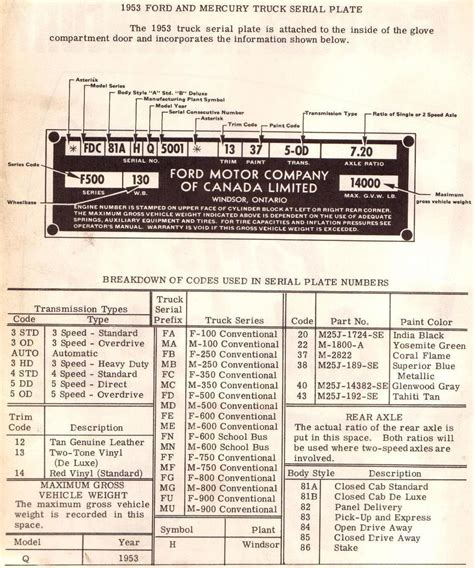 1953 FORD AND MERCURY TRUCK SERIAL PLATE
The 1953 truck serial plate is attached to the inside of the glove
compartment door and incorporates the information shown below.
Asterisk
Model Series
Body Style "A" Std. "B" Deluxe
Manufacturing Plant Symbol
Model Year
Serial Consecutive Number
Asterisk
Trim Code
Paint Code
Transmission Type
Ratio of Single or 2 Speed Axle
* FDC 81A H Q 5001 * 13 37 5-OD 7.20
SERIAL NO. TRIM PAINT TRANS. AXLE RATIO
Series Code
F500 130
SERIES W.B.
Wheelbase
FORD MOTOR COMPANY
OF CANADA LIMITED
WINDSOR, ONTARIO
14000
MAX. G.V.W. LB.
Maximum
gross vehicle weight
ENGINE NUMBER IS STAMPED ON UPPER FACE OF CYLINDER BLOCK AT LEFT OR RIGHT REAR CORNER.
THE MAXIMUM GROSS VEHICLE WEIGHT INDICATED ABOVE IS DEPENDENT ON THE USE OF ADEQUATE
SPRINGS, AUXILIARY EQUIPMENT AND TIRES. FOR TIRE CAPACITIES AND INFLATION PRESSURES SEE
OPERATOR'S MANUAL. WARRANTY IS VOID IF THIS GROSS VEHICLE WEIGHT IS EXCEEDED.
BREAKDOWN OF CODES USED IN SERIAL PLATE NUMBERS
Transmission Types
Code Type
3 STD 3 Speed - Standard
3 OD 3 Speed - Overdrive
AUTO Automatic
3 HD 3 Speed - Heavy Duty
4 STD 4 Speed - Standard
5 DD 5 Speed - Direct
5 OD 5 Speed - Overdrive
Trim
Code Description
12 Tan Genuine Leather
13 Two-Tone Vinyl
(De Luxe)
14 Red Vinyl (Standard)
MAXIMUM GROSS
VEHICLE WEIGHT
The maximum gross vehicle
weight is recorded in this
space.
Model Year
Q 1953
Truck
Serial
Prefix Truck Series
FA F-100 Conventional
MA M-100 Conventional
FB F-250 Conventional
MB M-250 Conventional
FC F-350 Conventional
MC M-350 Conventional
FD F-500 Conventional
MD M-500 Conventional
FE F-600 Conventional
ME M-600 Conventional
FN F-600 School Bus
MN M-600 School Bus
FF F-750 Conventional
MF M-750 Conventional
FG F-800 Conventional
MG M-800 Conventional
FU F-900 Conventional
MU M-900 Conventional
Symbol Plant
H Windsor
Code Part No. Paint Color
20 M25J-1724-SE India Black
22 M-1800-A Yosemite Green
37 M-2822 Coral Flame
38 M25J-189-SE Superior Blue
Metallic
40 M25J-14382-SE Glenwood Gray
43 M25J-192-SE Tahiti Tan
REAR AXLE
The actual ratio of the rear axle is
put in this space. Both ratios will
be used where two-speed axles are
involved.
Body Style Description
81A Closed Cab Standard
81B Closed Cab De Luxe
82 Panel Delivery
83 Pick-Up and Express
84 Open Drive Away
85 Closed Drive Away
86 Stake